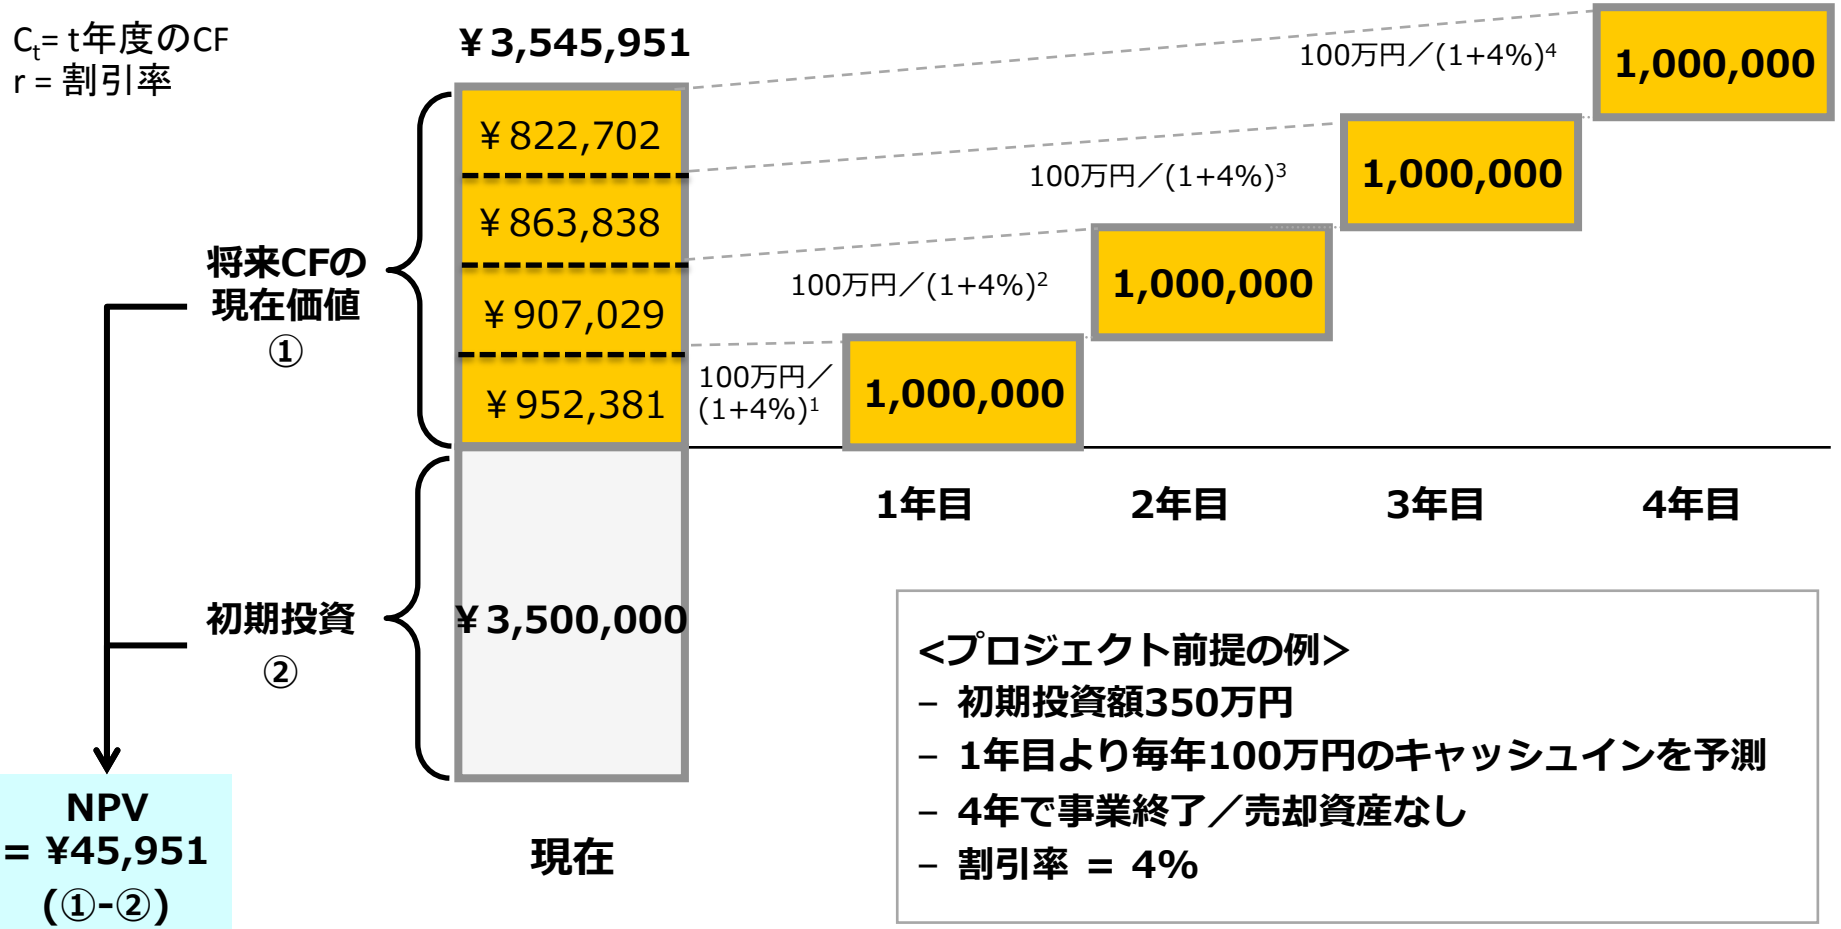 Ct= t年度のCF
r = 割引率
¥3,545,951
¥822,702
¥863,838
¥907,029
¥952,381
将来CFの
現在価値
①
100万円／(1+4%)4
1,000,000
100万円／(1+4%)3
1,000,000
100万円／(1+4%)2
1,000,000
100万円／
(1+4%)1
1,000,000
1年目
2年目
3年目
4年目
初期投資
②
¥3,500,000
現在
NPV
= ¥45,951
(①-②)
<プロジェクト前提の例>
– 初期投資額350万円
– 1年目より毎年100万円のキャッシュインを予測
– 4年で事業終了／売却資産なし
– 割引率 = 4%